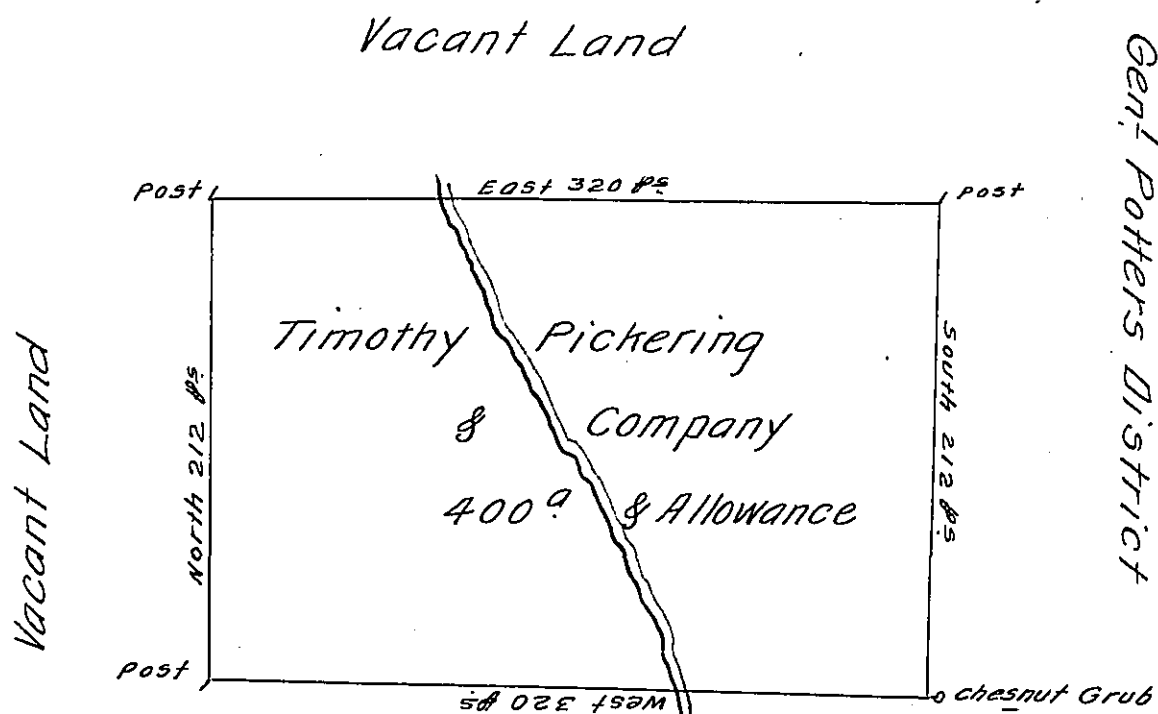 Vacant Land
Gen.l Potters District
Post
East 320 ps
Post
Timothy Pickering
& Company
400 a & Allowance
North 212 ps
South 212 ps
Vacant Land
Post
West 320 ps
Chesnut Grub